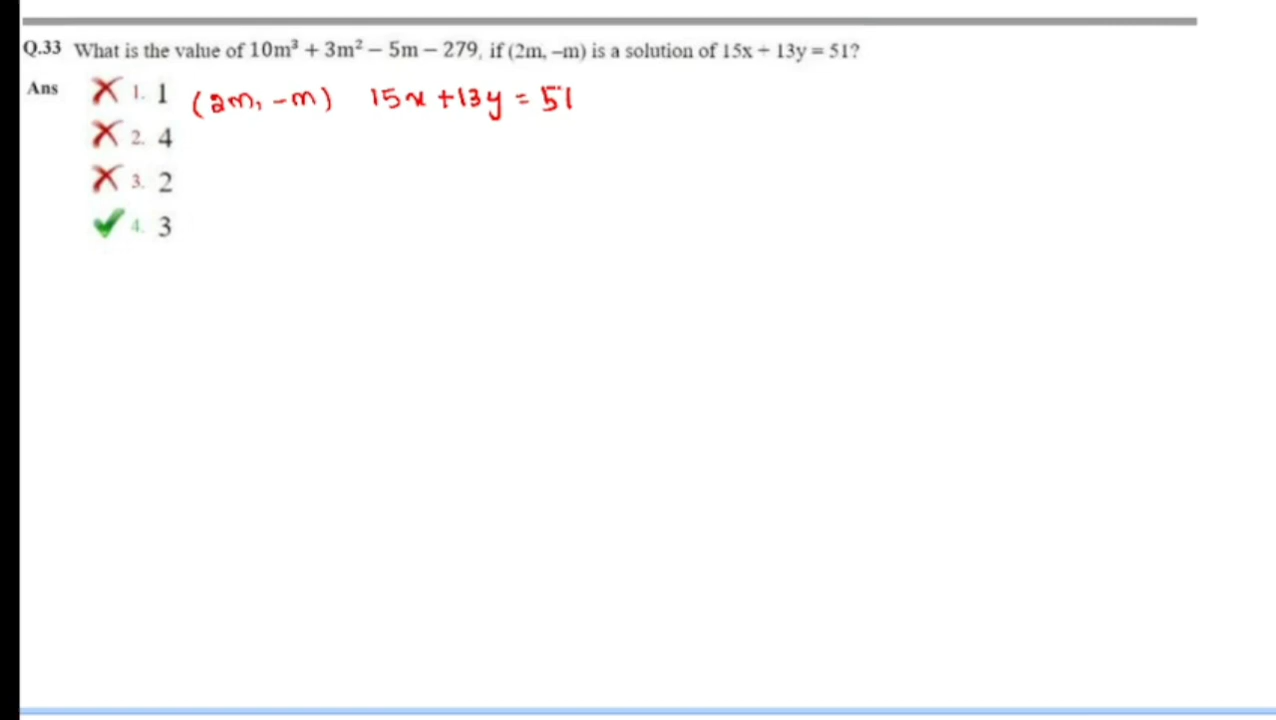 Q.33 What is the value of 10m³ + 3m² – 5m – 279, if (2m, –m) is a solution of 15x + 13y = 51?
Ans 1. 1 (2m, -m) 15x +13y = 51
2. 4
3. 2
4. 3